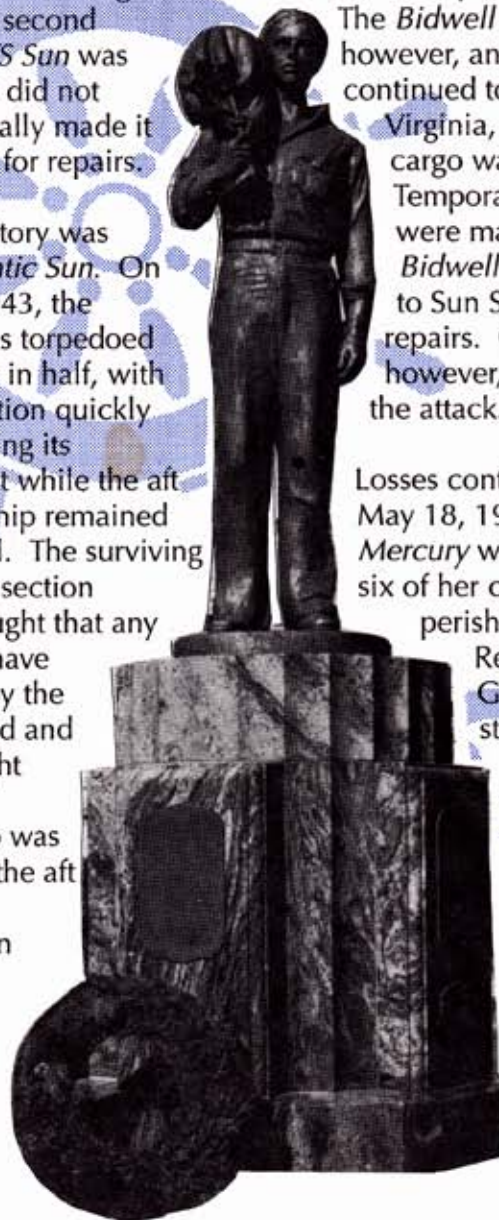 second
S Sun was
did not
ally made it
for repairs.
tory was
ntic Sun. On
43, the
s torpedoed
in half, with
tion quickly
ng its
t while the aft
hip remained
l. The surviving
section
ught that any
have
y the
d and
ht
o was
the aft
n
The Bidwell
however, an
continued to
Virginia,
cargo wa
Tempora
were ma
Bidwell
to Sun S
repairs.
however,
the attack
Losses cont
May 18, 19
Mercury w
six of her c
perish
Re
G
st